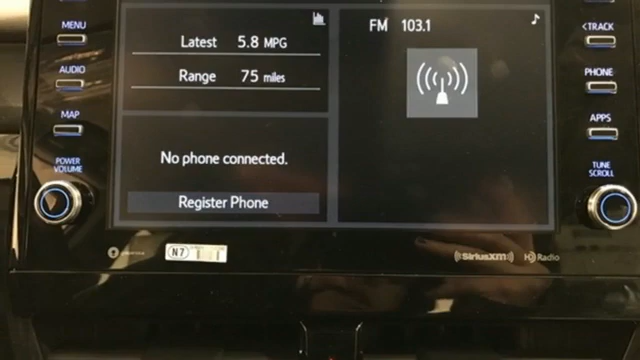 MENU
AUDIO
MAP
POWER
VOLUME
Latest 5.8 MPG
Range 75 miles
No phone connected.
Register Phone
FM 103.1
<TRACK
PHONE
APPS
TUNE
SCROLL
N7
SiriusXM
HD Radio